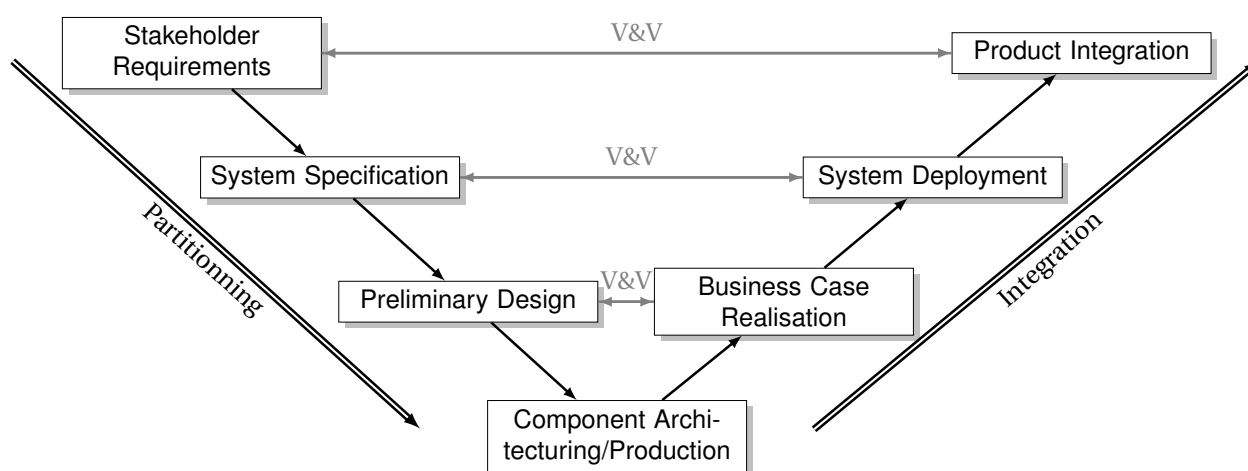 Stakeholder
Requirements
V&V
Product Integration
System Specification
V&V
System Deployment
Partitionning
Integration
Preliminary Design
V&V
Business Case
Realisation
Component Archi-
tecturing/Production